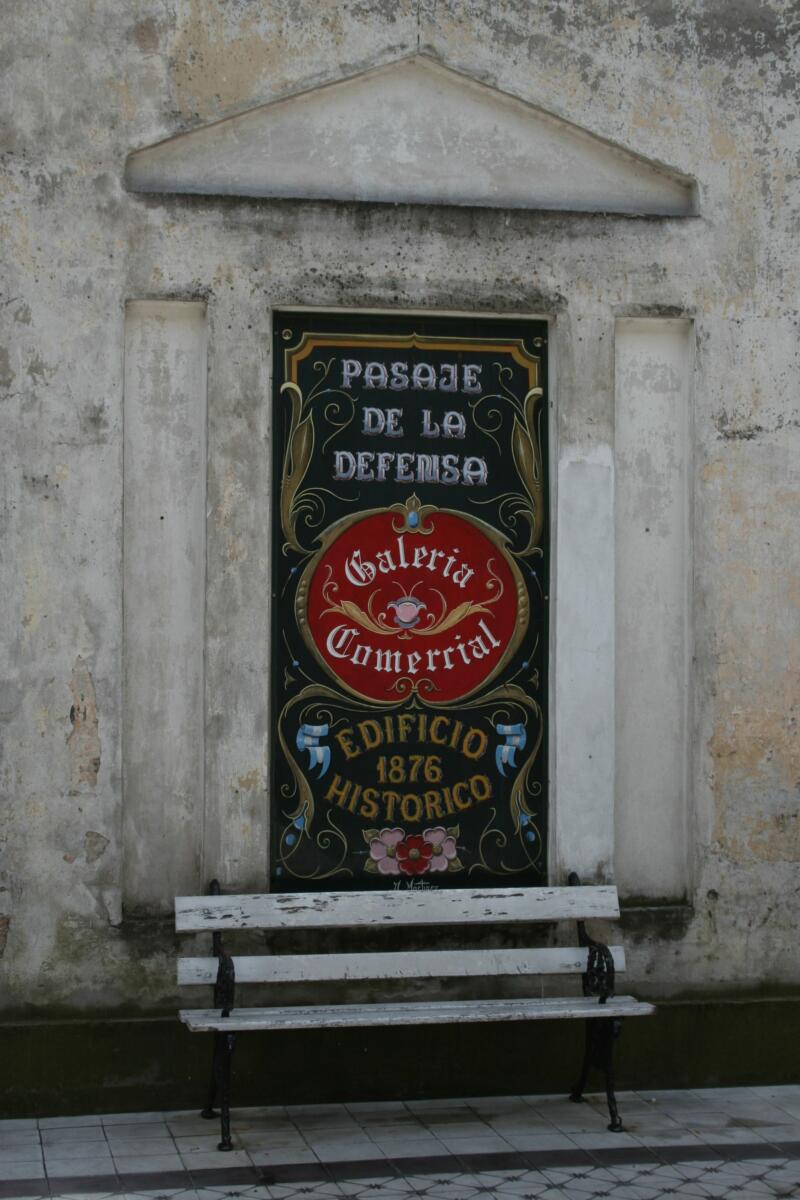 PASAJE
DE LA
DEFENSA
Galeria
Comercial
EDIFICIO
1876
HISTORICO